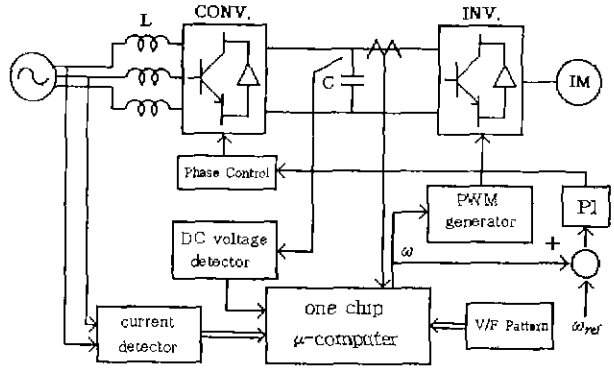 CONV.
INV.
L
C
IM
Phase Control
PWM
generator
PI
DC voltage
detector
ω
+
one chip
μ-computer
current
detector
V/F Pattern
ωref